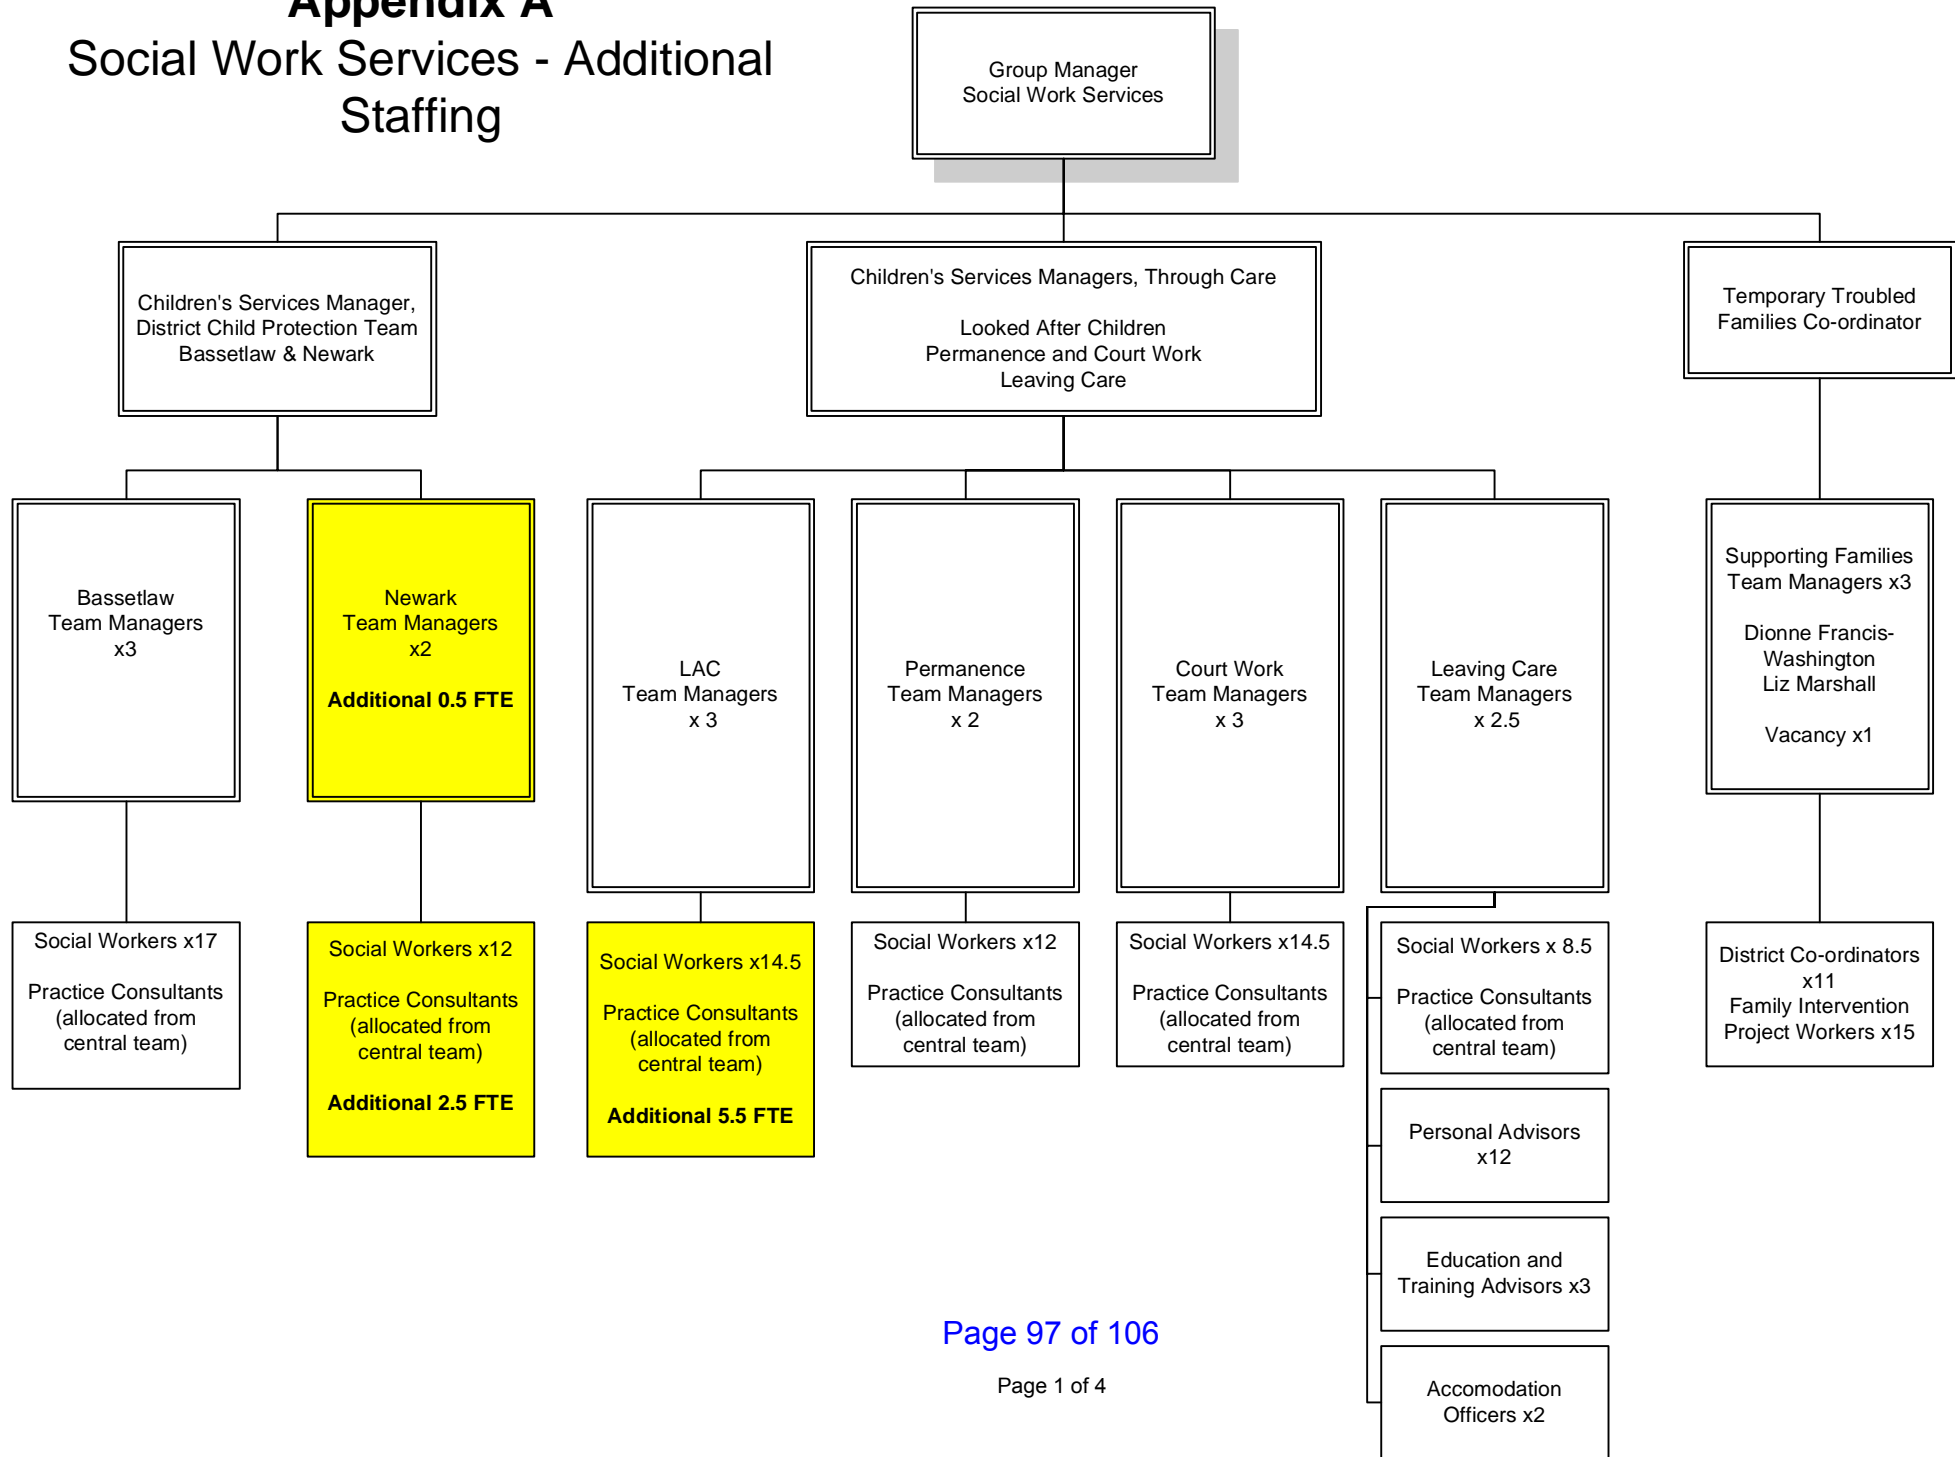 Appendix A
Social Work Services - Additional
Staffing
Group Manager
Social Work Services
Children's Services Manager,
District Child Protection Team
Bassetlaw & Newark
Children's Services Managers, Through Care
Looked After Children
Permanence and Court Work
Leaving Care
Temporary Troubled
Families Co-ordinator
Bassetlaw
Team Managers
x3
Newark
Team Managers
x2
Additional 0.5 FTE
LAC
Team Managers
x 3
Permanence
Team Managers
x 2
Court Work
Team Managers
x 3
Leaving Care
Team Managers
x 2.5
Supporting Families
Team Managers x3
Dionne Francis-
Washington
Liz Marshall
Vacancy x1
Social Workers x17
Practice Consultants
(allocated from
central team)
Social Workers x12
Practice Consultants
(allocated from
central team)
Additional 2.5 FTE
Social Workers x14.5
Practice Consultants
(allocated from
central team)
Additional 5.5 FTE
Social Workers x12
Practice Consultants
(allocated from
central team)
Social Workers x14.5
Practice Consultants
(allocated from
central team)
Social Workers x 8.5
Practice Consultants
(allocated from
central team)
Personal Advisors
x12
Education and
Training Advisors x3
Accomodation
Officers x2
District Co-ordinators
x11
Family Intervention
Project Workers x15
Page 97 of 106
Page 1 of 4